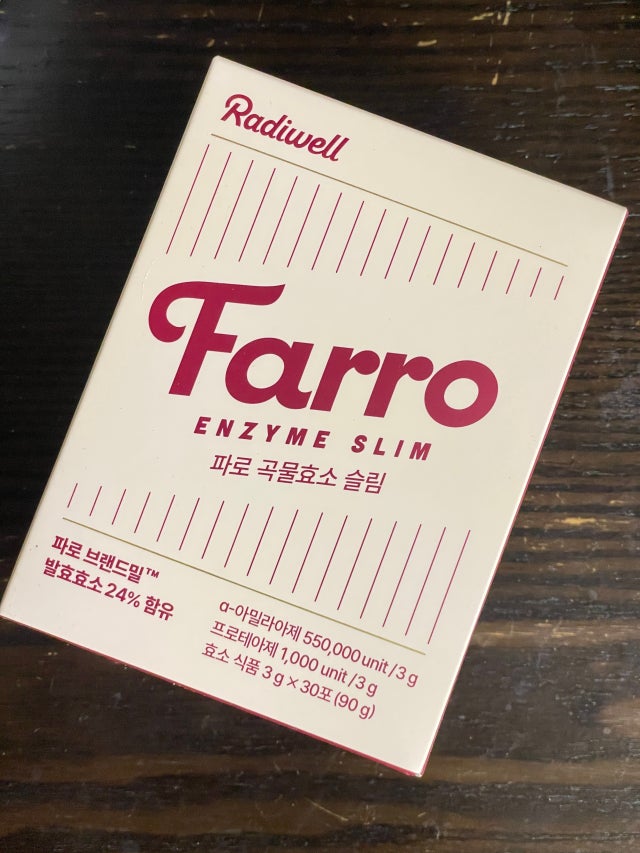 Radiwell
Farro
ENZYME SLIM
파로 곡물효소 슬림
파로 브랜드밀™
발효효소 24% 함유
α-아밀라아제 550,000 unit/3 g
프로테아제 1,000 unit/3 g
효소 식품 3 g × 30포 (90 g)